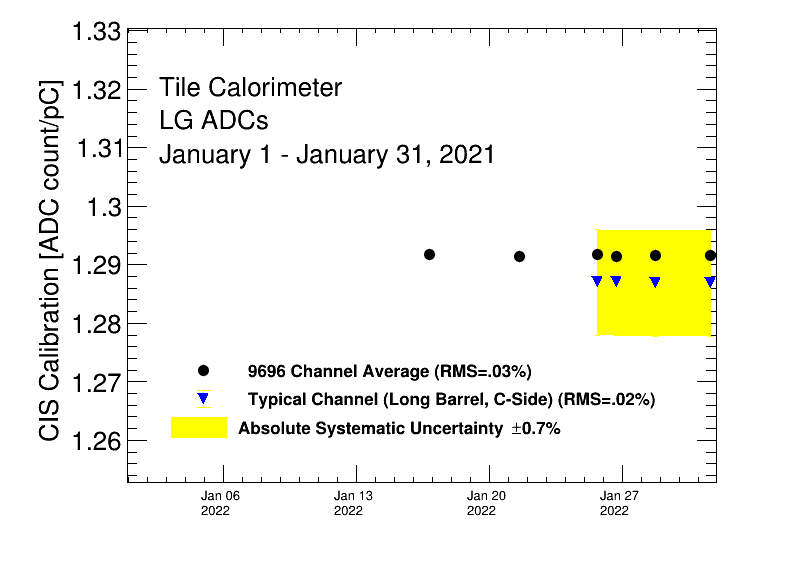 1.33
1.32
1.31
1.3
1.29
1.28
1.27
1.26
CIS Calibration [ADC count/pC]
Tile Calorimeter
LG ADCs
January 1 - January 31, 2021
9696 Channel Average (RMS=.03%)
Typical Channel (Long Barrel, C-Side) (RMS=.02%)
Absolute Systematic Uncertainty ±0.7%
Jan 06
2022
Jan 13
2022
Jan 20
2022
Jan 27
2022